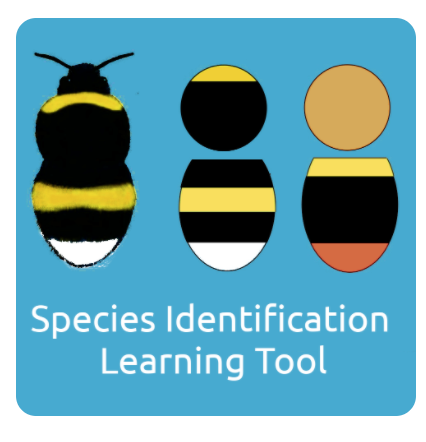 Species Identification
Learning Tool